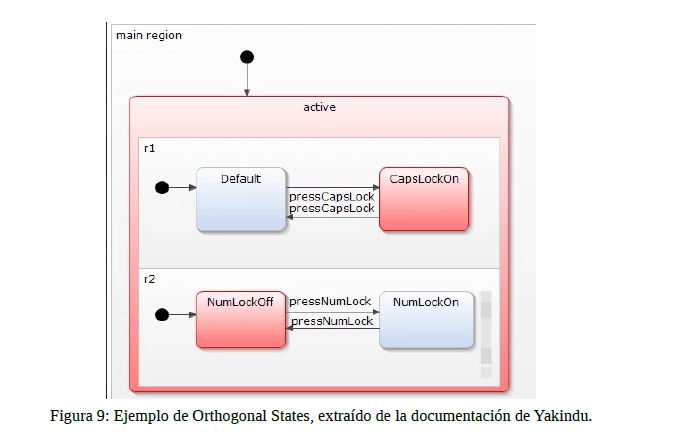 main region
active
r1
Default
CapsLockOn
pressCapsLock
pressCapsLock
r2
NumLockOff
pressNumLock
NumLockOn
pressNumLock
Figura 9: Ejemplo de Orthogonal States, extraído de la documentación de Yakindu.